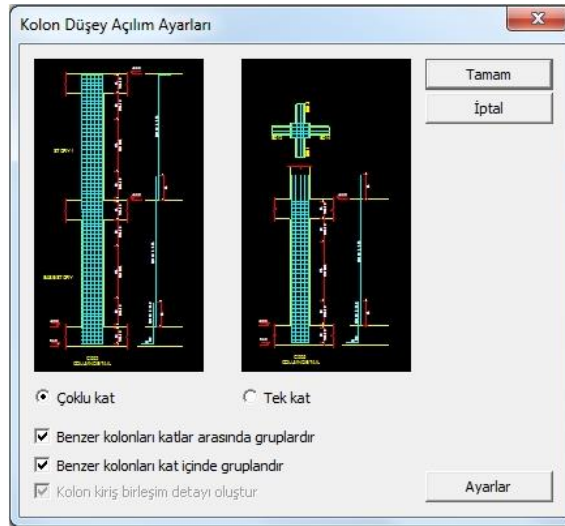 Kolon Düşey Açılım Ayarları
Tamam
İptal
Çoklu kat
Tek kat
Benzer kolonları katlar arasında gruplardır
Benzer kolonları kat içinde gruplandır
Kolon kiriş birleşim detayı oluştur
Ayarlar